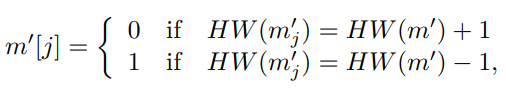 m'[j] = { 0 if HW(m'_j) = HW(m') + 1
1 if HW(m'_j) = HW(m') − 1,